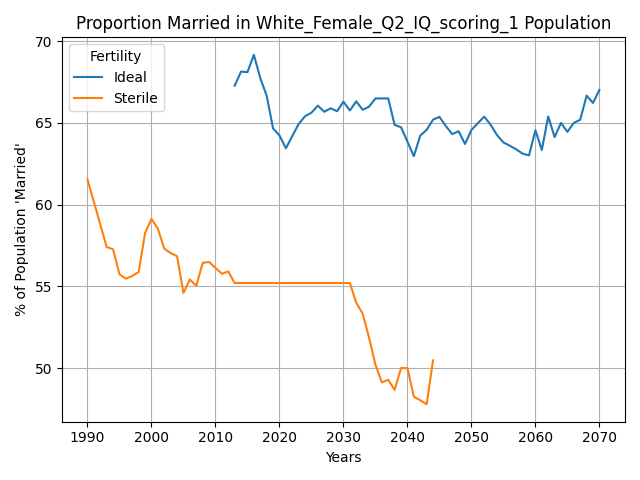 Proportion Married in White_Female_Q2_IQ_scoring_1 Population
Fertility
Ideal
Sterile
% of Population 'Married'
70
65
60
55
50
1990 2000 2010 2020 2030 2040 2050 2060 2070
Years